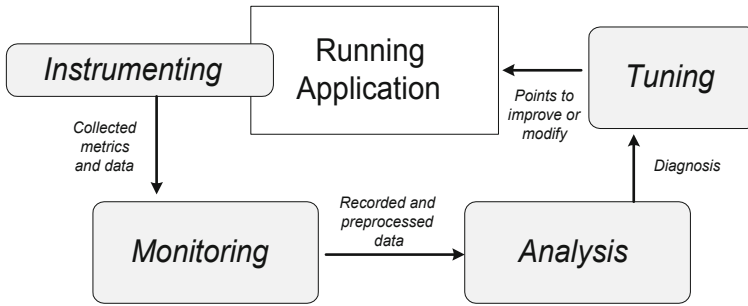 Instrumenting
Running
Application
Tuning
Points to
improve or
modify
Collected
metrics
and data
Diagnosis
Recorded and
preprocessed
data
Monitoring
Analysis